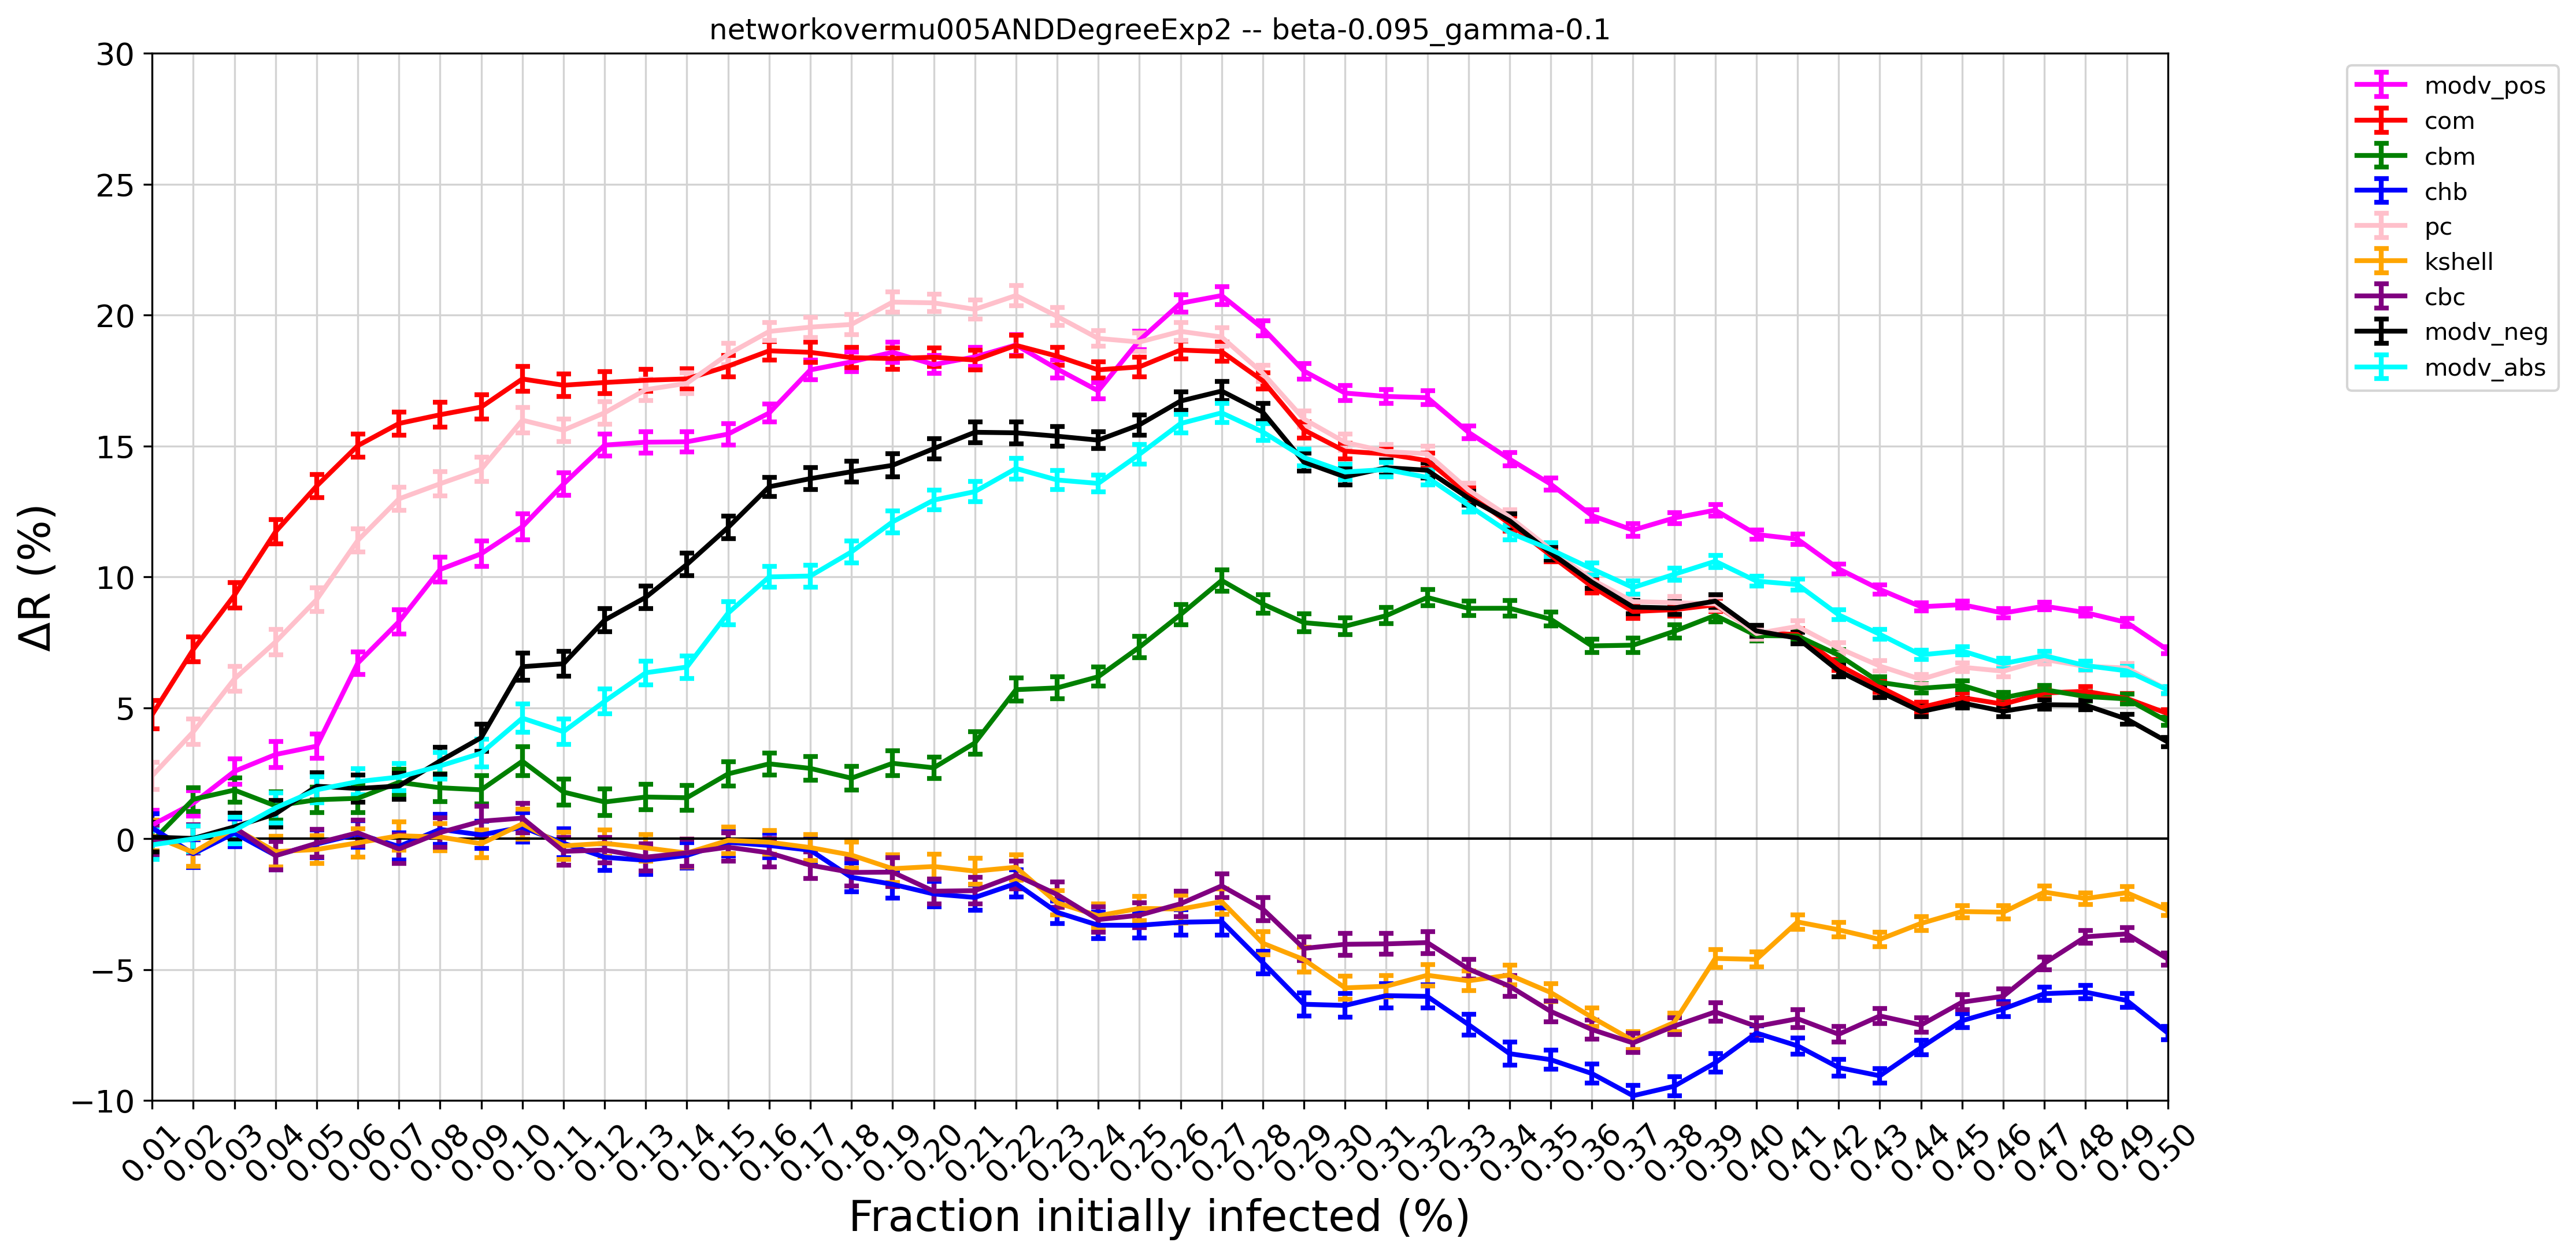 networkovermu005ANDDegreeExp2 -- beta-0.095_gamma-0.1
30
25
20
15
10
5
0
−5
−10
ΔR (%)
0.01 0.02 0.03 0.04 0.05 0.06 0.07 0.08 0.09 0.10 0.11 0.12 0.13 0.14 0.15 0.16 0.17 0.18 0.19 0.20 0.21 0.22 0.23 0.24 0.25 0.26 0.27 0.28 0.29 0.30 0.31 0.32 0.33 0.34 0.35 0.36 0.37 0.38 0.39 0.40 0.41 0.42 0.43 0.44 0.45 0.46 0.47 0.48 0.49 0.50
Fraction initially infected (%)
modv_pos
com
cbm
chb
pc
kshell
cbc
modv_neg
modv_abs